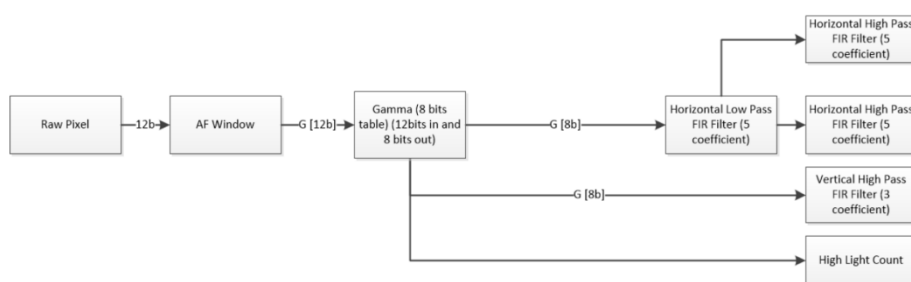 Horizontal High Pass
FIR Filter (5
coefficient)
Raw Pixel
12b
AF Window
G [12b]
Gamma (8 bits
table) (12bits in and
8 bits out)
G [8b]
Horizontal Low Pass
FIR Filter (5
coefficient)
Horizontal High Pass
FIR Filter (5
coefficient)
G [8b]
Vertical High Pass
FIR Filter (3
coefficient)
High Light Count